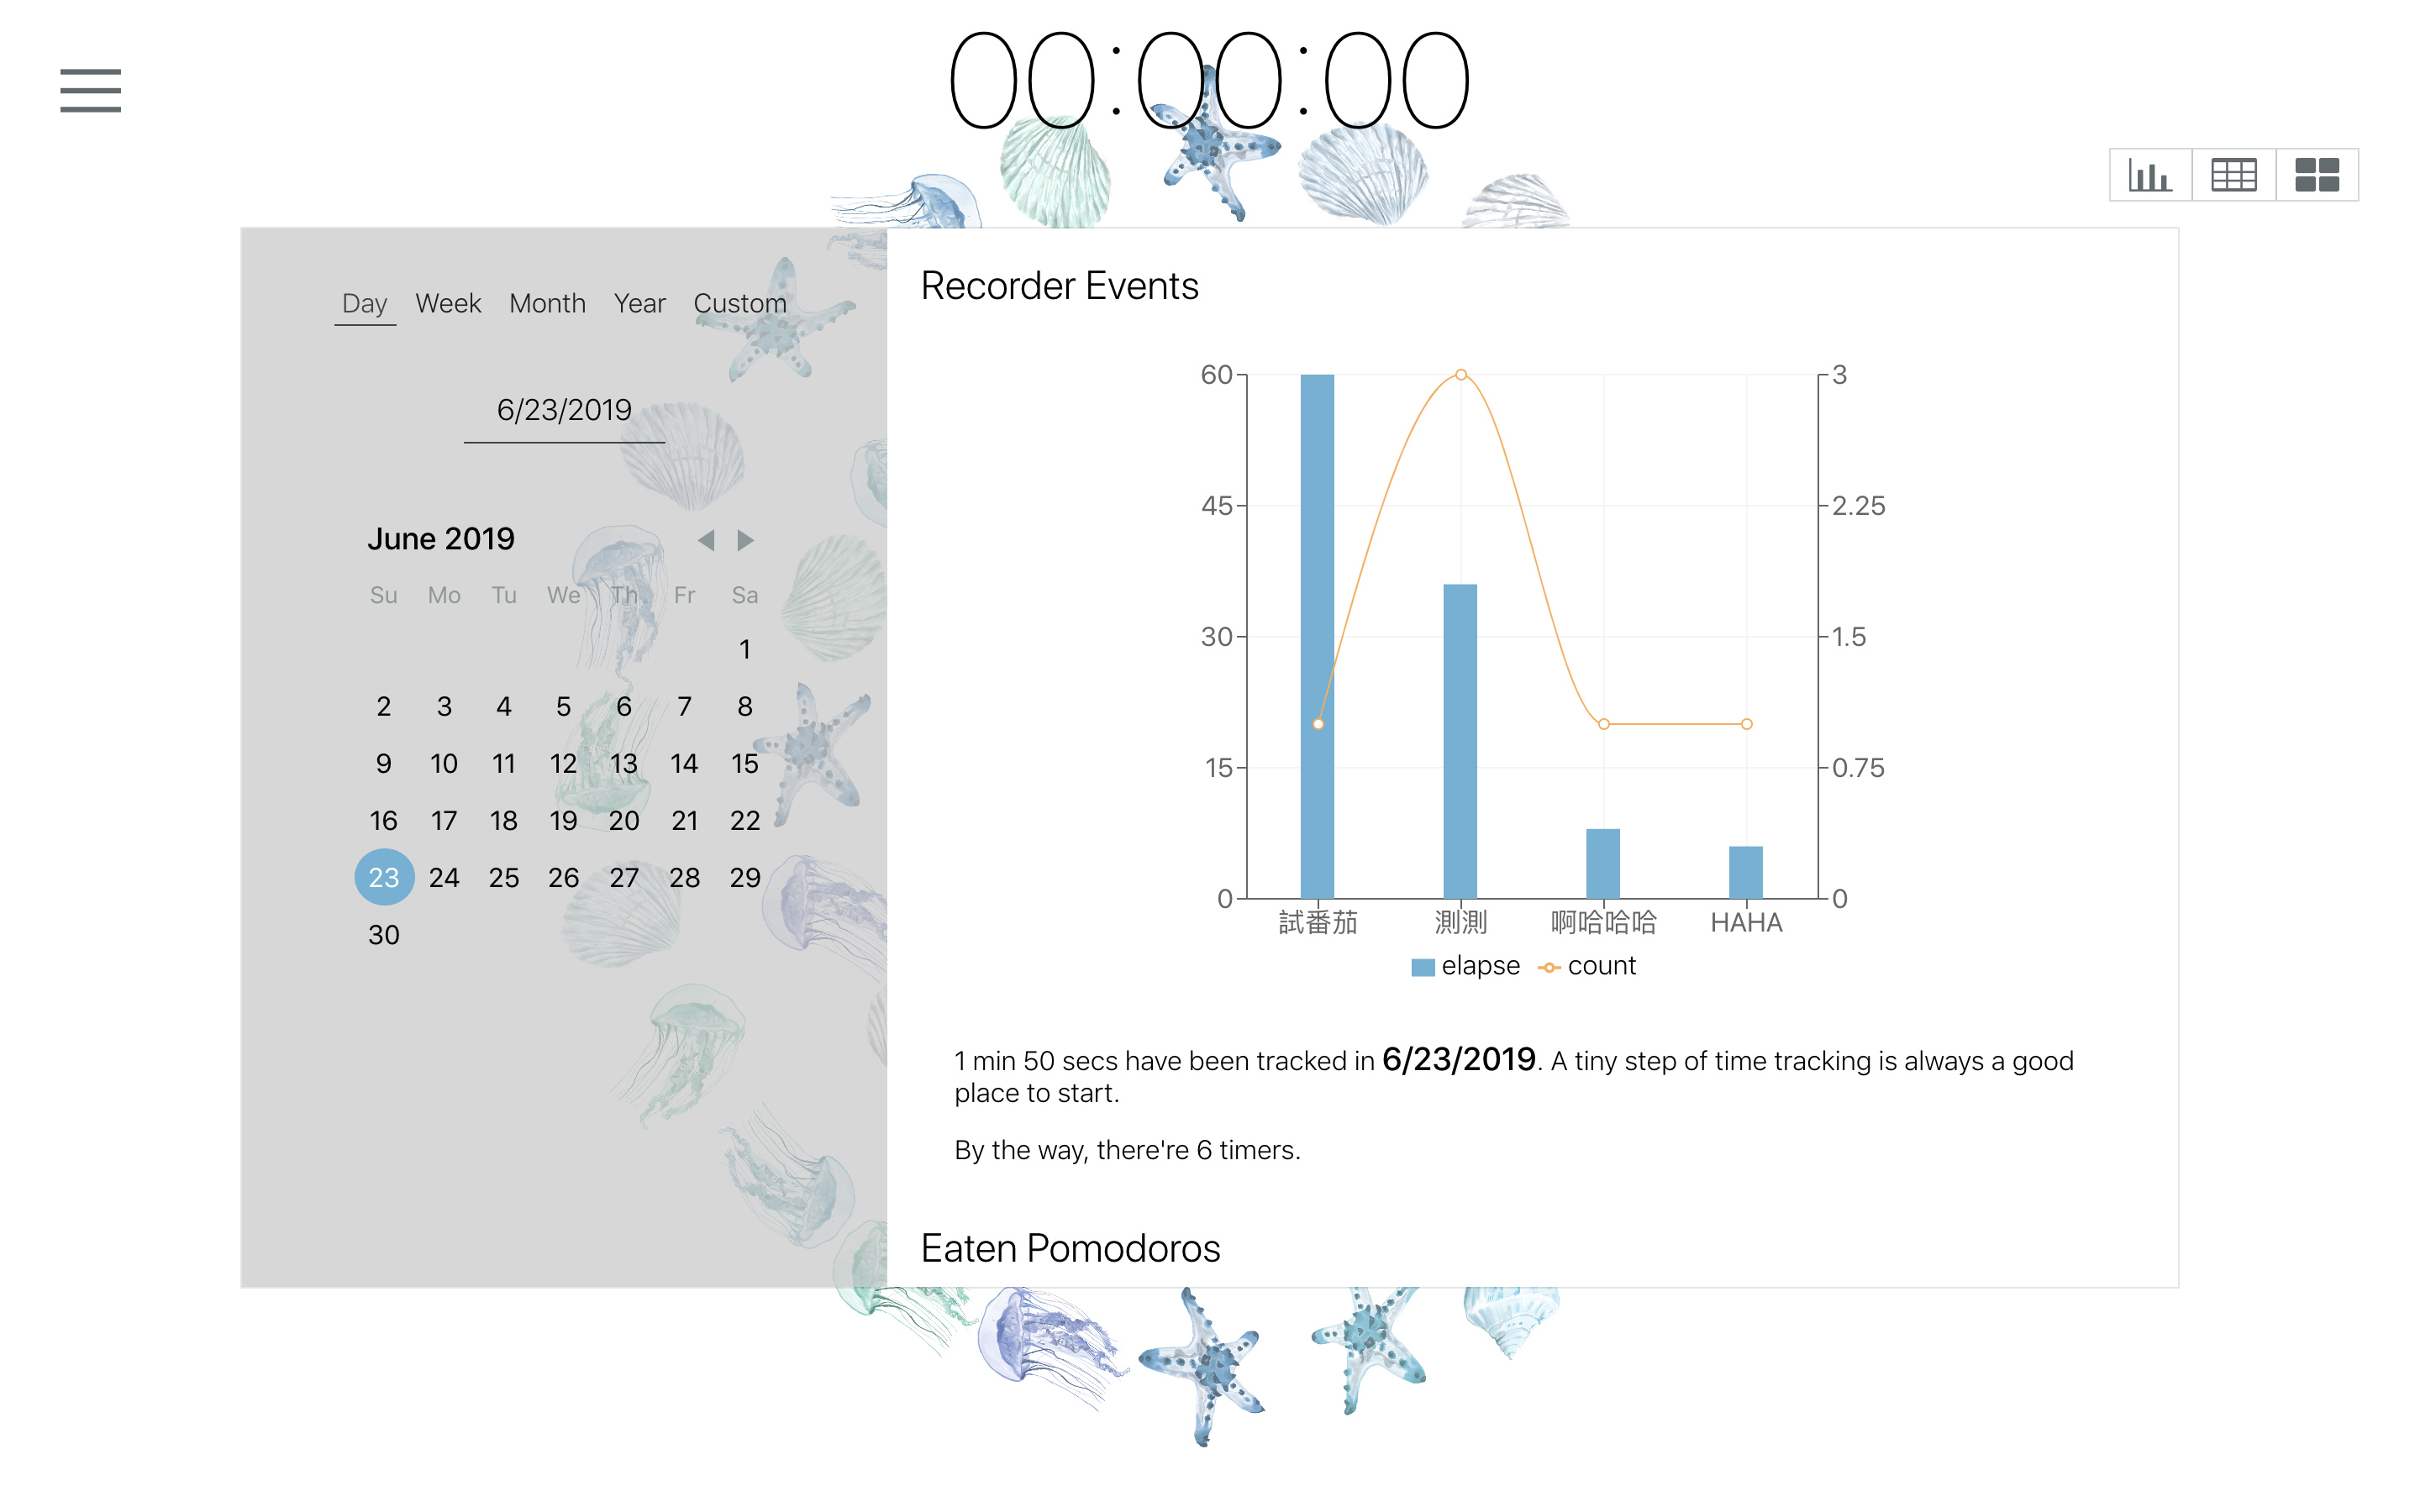 00:00:00
Day Week Month Year Custom
6/23/2019
June 2019
Su Mo Tu We Th Fr Sa
1
2 3 4 5 6 7 8
9 10 11 12 13 14 15
16 17 18 19 20 21 22
23 24 25 26 27 28 29
30
Recorder Events
60 3
45 2.25
30 1.5
15 0.75
0 0
試番茄 測測 啊哈哈哈 HAHA
elapse count
1 min 50 secs have been tracked in 6/23/2019. A tiny step of time tracking is always a good
place to start.
By the way, there're 6 timers.
Eaten Pomodoros